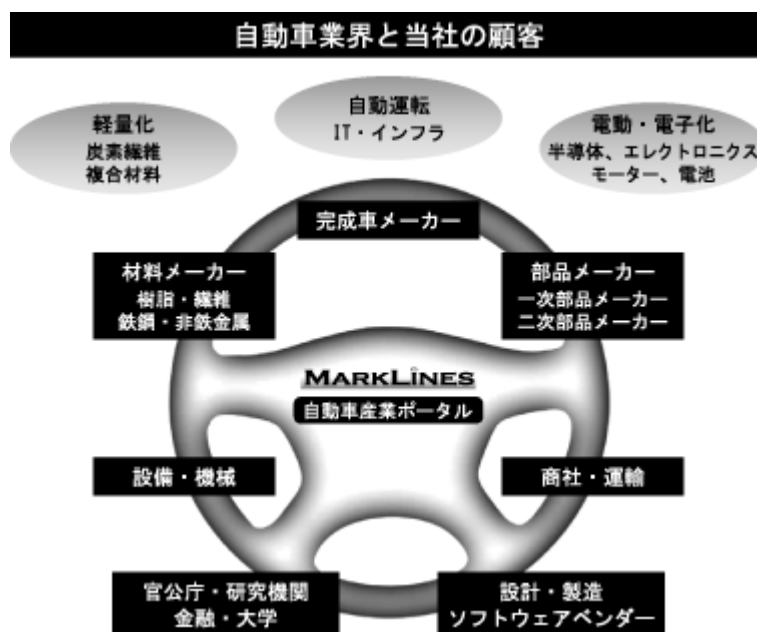 自動車業界と当社の顧客
自動運転
IT・インフラ
軽量化
炭素繊維
複合材料
電動・電子化
半導体、エレクトロニクス
モーター、電池
完成車メーカー
材料メーカー
樹脂・繊維
鉄鋼・非鉄金属
部品メーカー
一次部品メーカー
二次部品メーカー
MARKLINES
自動車産業ポータル
設備・機械
商社・運輸
官公庁・研究機関
金融・大学
設計・製造
ソフトウェアベンダー